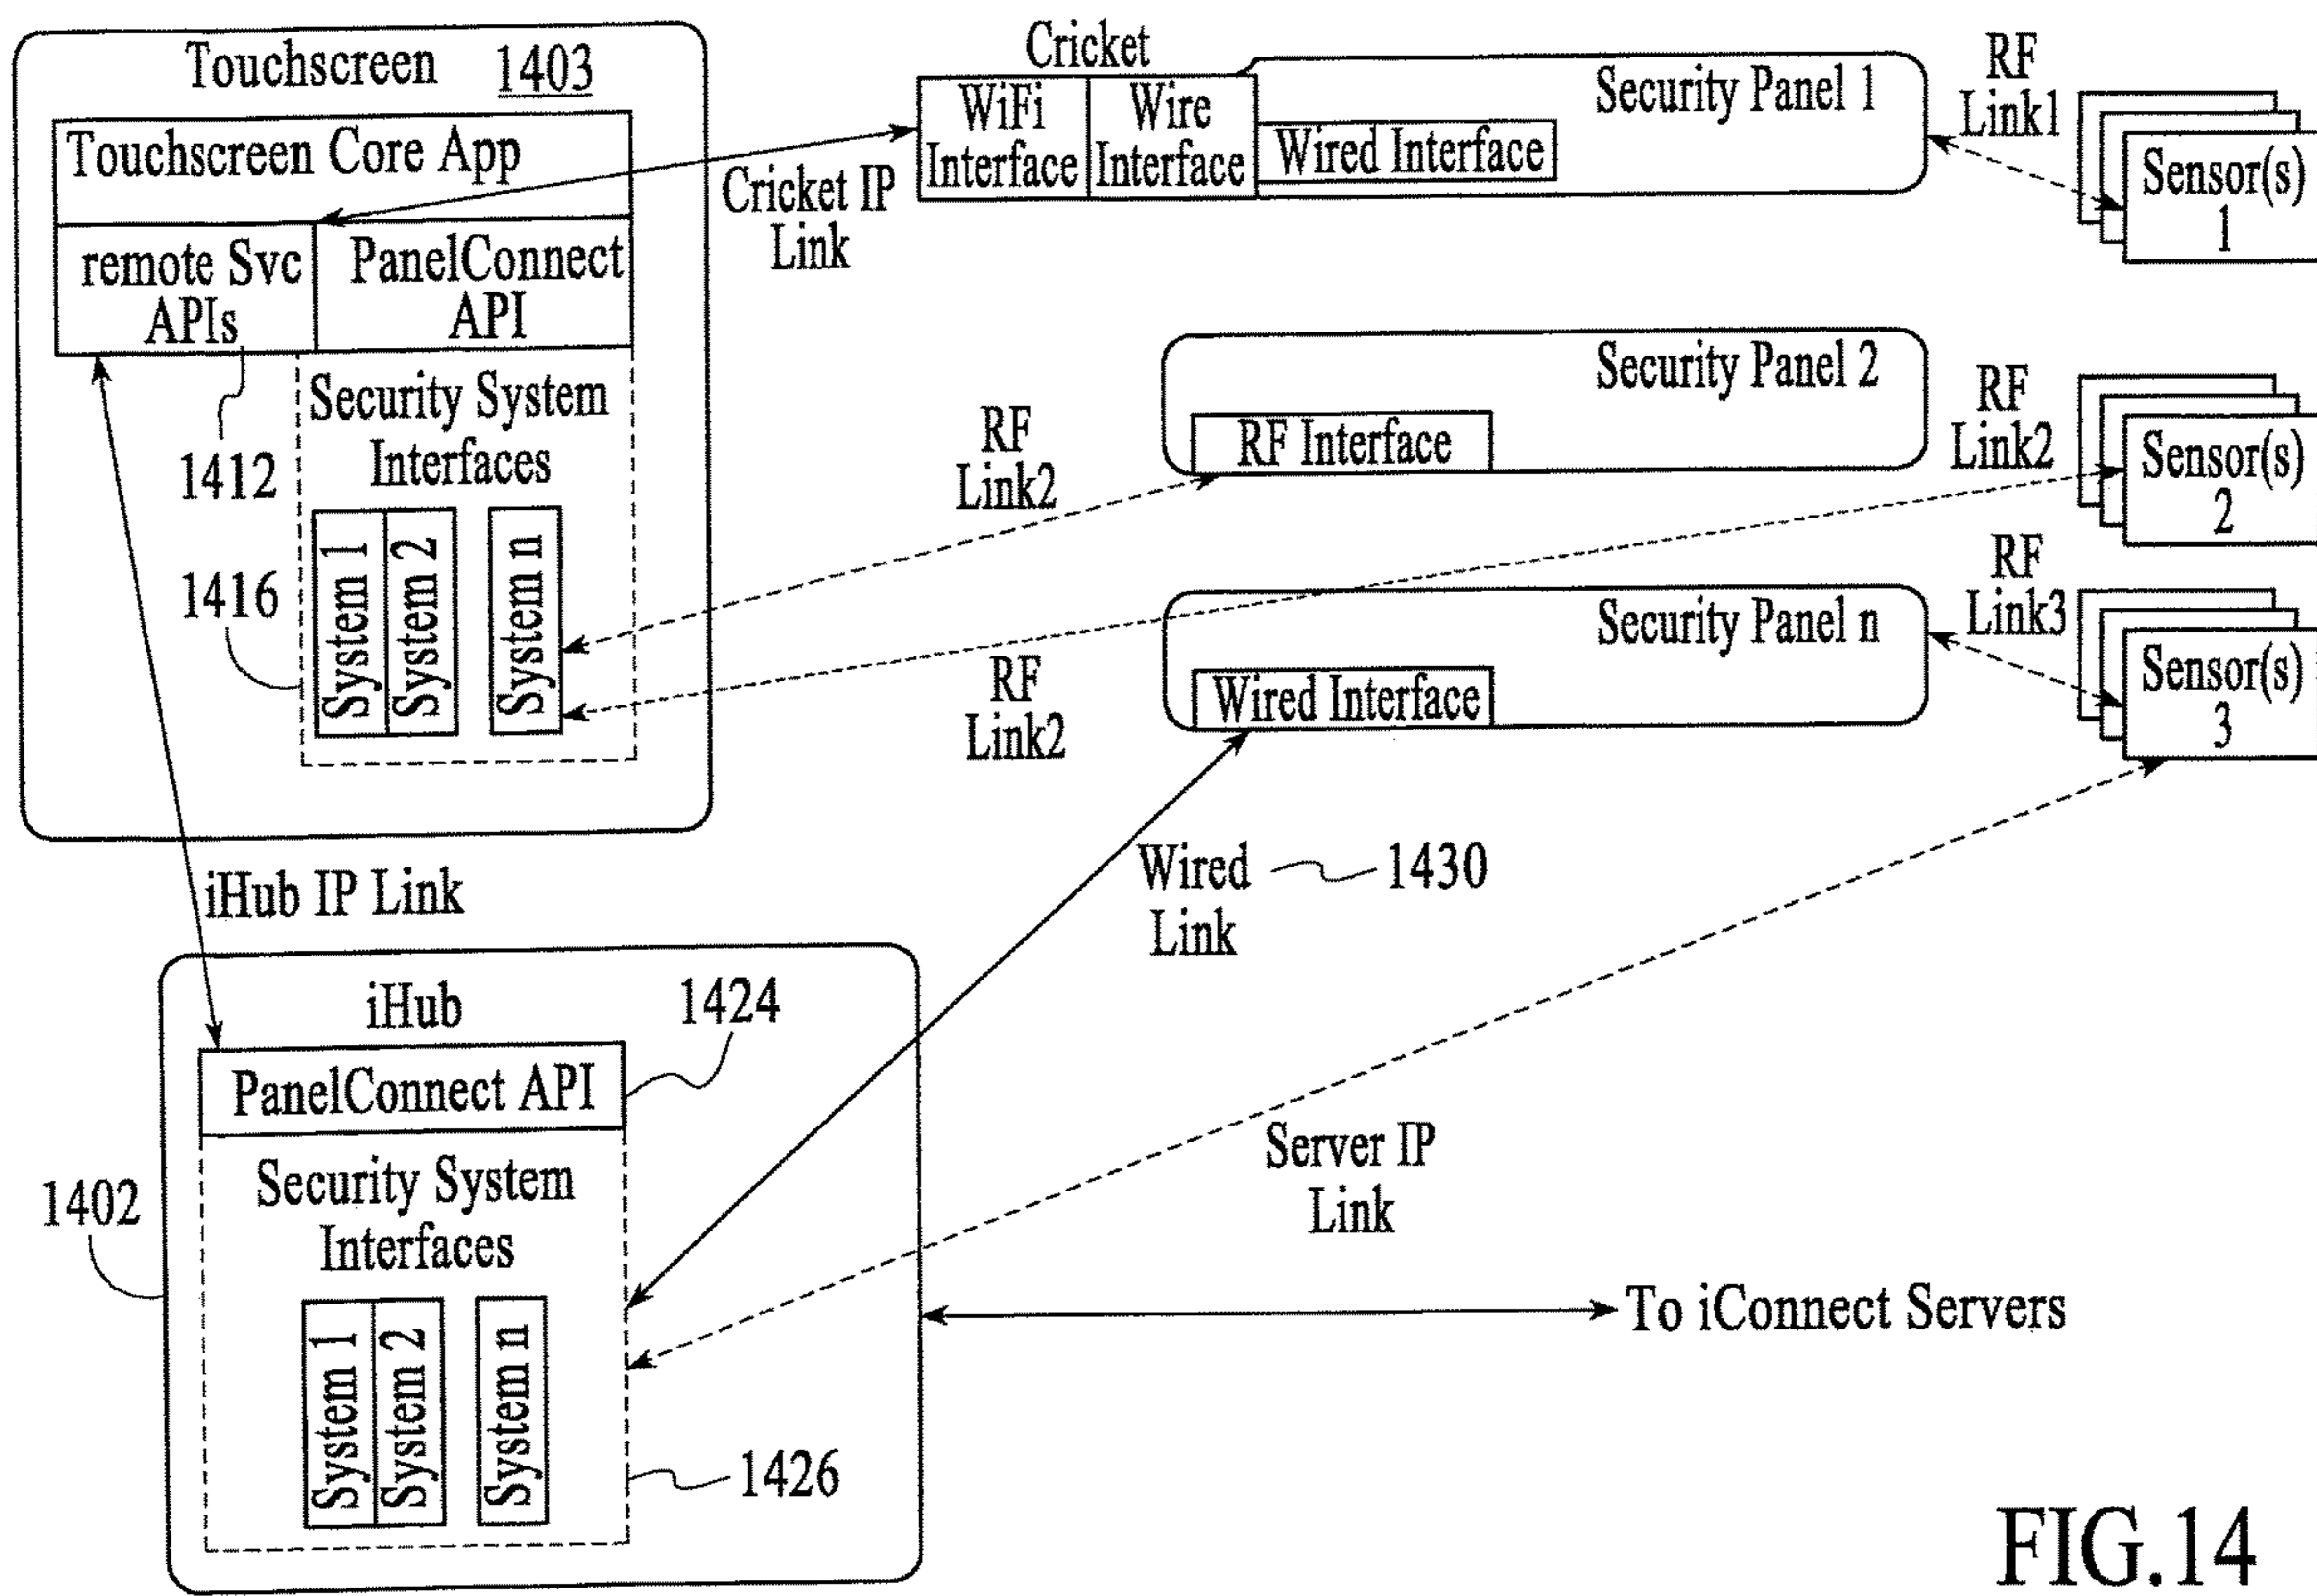 Touchscreen 1403
Touchscreen Core App
remote Svc
APIs
PanelConnect
API
1412
Security System
Interfaces
1416
System 1
System 2
System n
Cricket
WiFi
Interface
Wire
Interface
Wired Interface
Security Panel 1
RF
Link1
Sensor(s)
1
Cricket IP
Link
Security Panel 2
RF Interface
RF
Link2
RF
Link2
Sensor(s)
2
RF
Link2
Security Panel n
Wired Interface
RF
Link3
Sensor(s)
3
Wired
Link
1430
iHub IP Link
iHub
1424
PanelConnect API
1402
Security System
Interfaces
System 1
System 2
System n
1426
Server IP
Link
To iConnect Servers
FIG.14